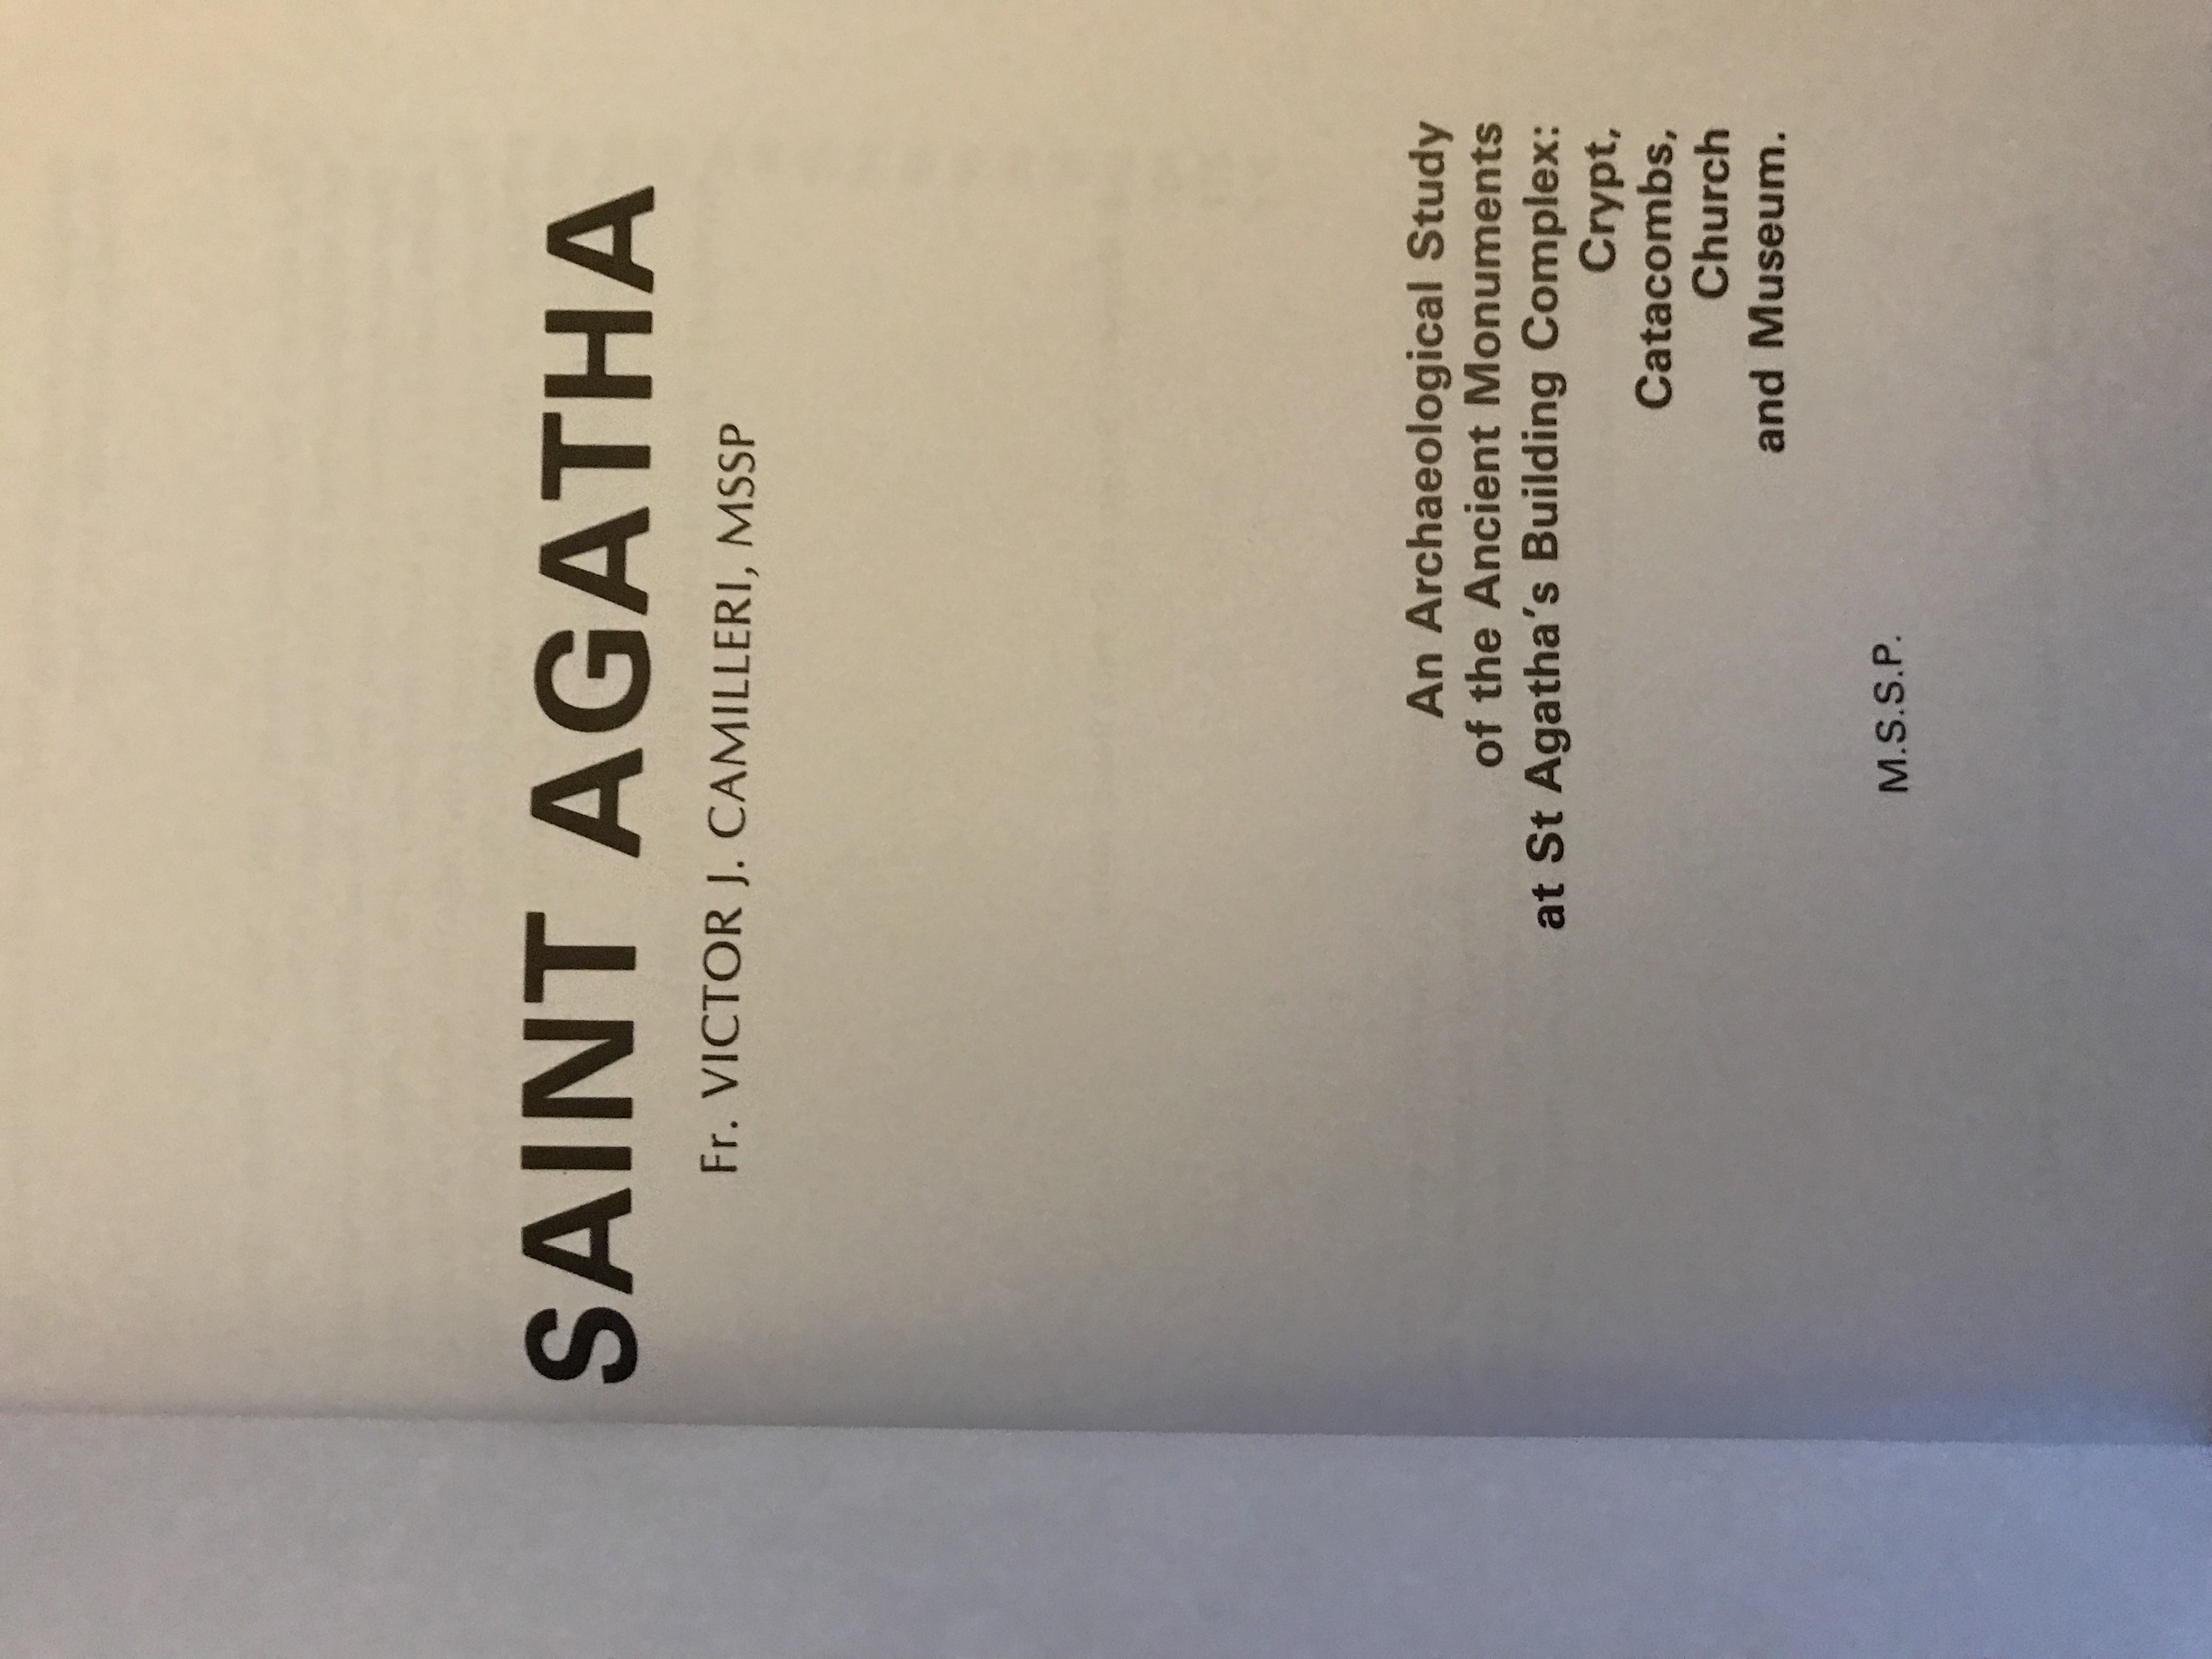 SAINT AGATHA
Fr. VICTOR J. CAMILLERI, MSSP
An Archaeological Study
of the Ancient Monuments
at St Agatha's Building Complex:
Crypt,
Catacombs,
Church
and Museum.
M.S.S.P.